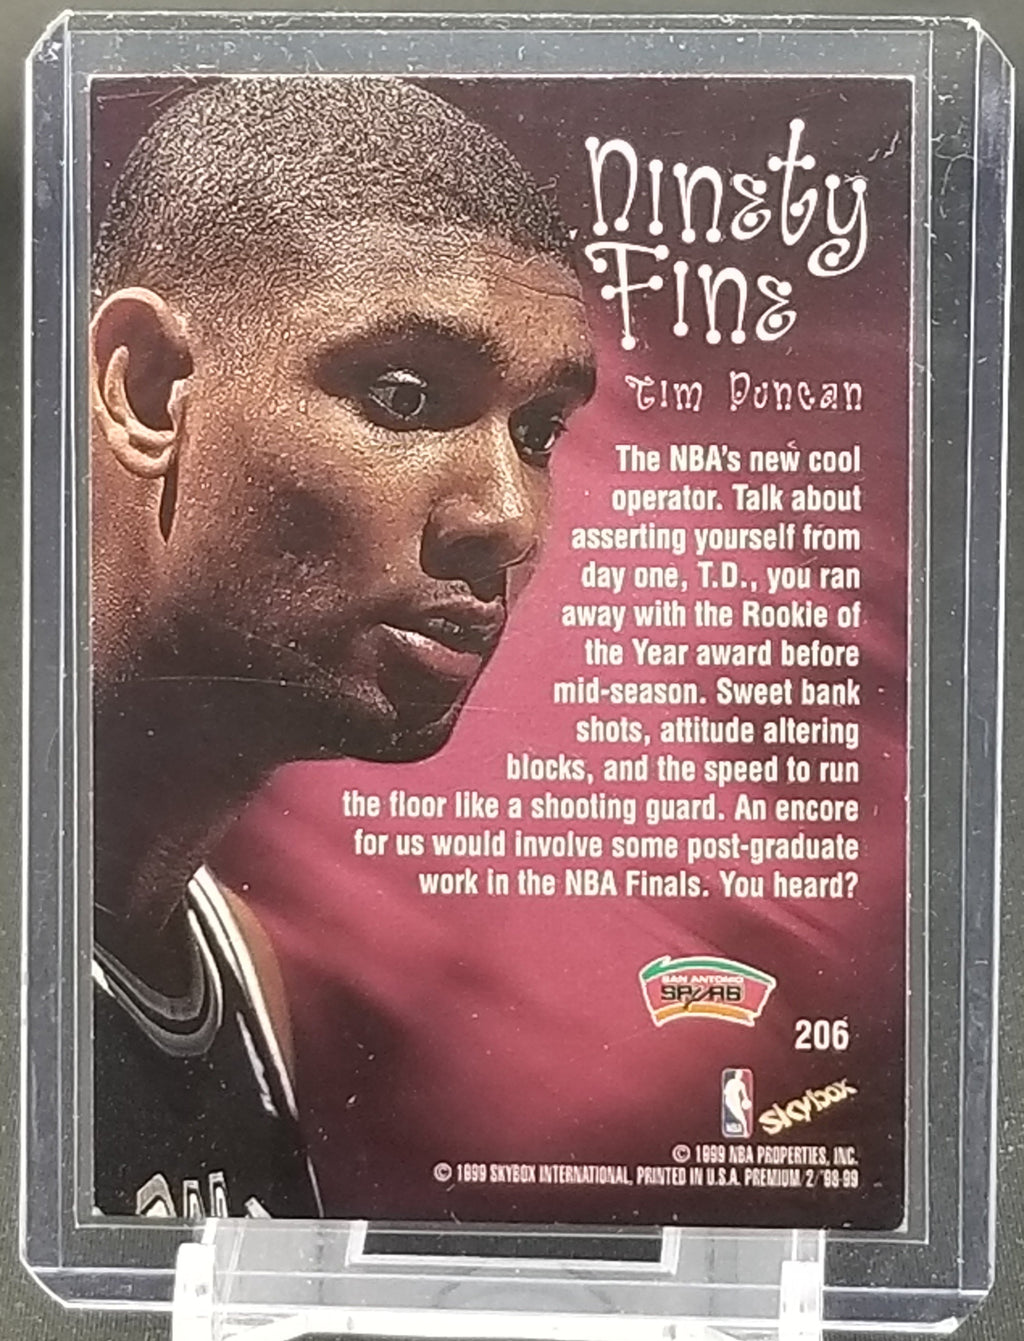 Ninety
Fine
Tim Duncan
The NBA's new cool
operator. Talk about
asserting yourself from
day one, T.D., you ran
away with the Rookie of
the Year award before
mid-season. Sweet bank
shots, attitude altering
blocks, and the speed to run
the floor like a shooting guard. An encore
for us would involve some post-graduate
work in the NBA Finals. You heard?
SAN ANTONIO
SPURS
206
NBA
Skybox
© 1999 NBA PROPERTIES, INC.
© 1999 SKYBOX INTERNATIONAL. PRINTED IN U.S.A. PREMIUM 2/ '98-99